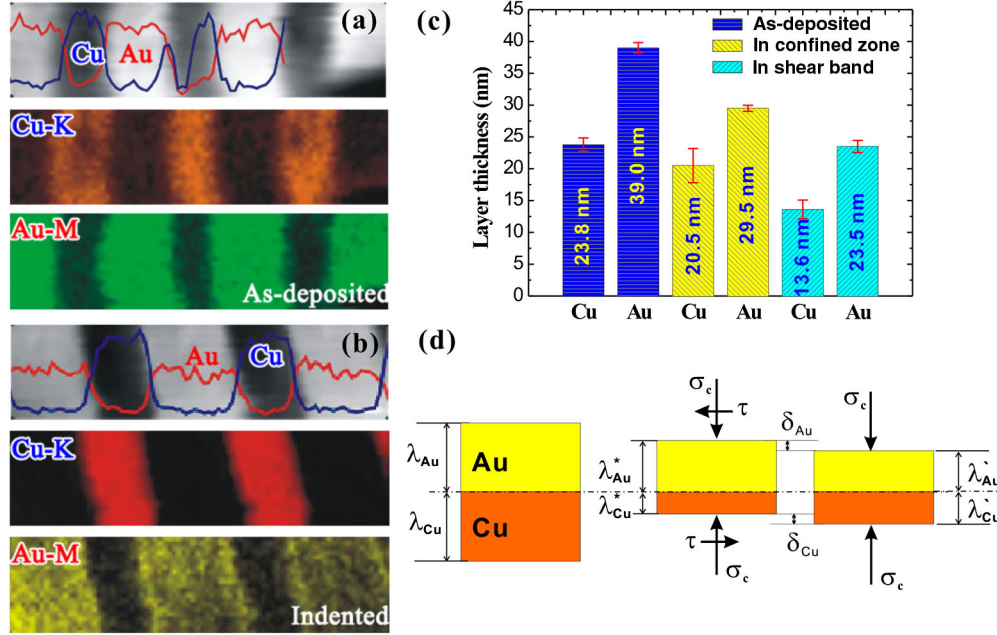 (a)
Cu
Au
Cu-K
Au-M
As-deposited
(b)
Au
Cu
Cu-K
Au-M
Indented
(c)
Layer thickness (nm)
45
40
35
30
25
20
15
10
5
0
As-deposited
In confined zone
In shear band
23.8 nm
39.0 nm
20.5 nm
29.5 nm
13.6 nm
23.5 nm
Cu Au Cu Au Cu Au
(d)
λAu
Au
λCu
Cu
σc
τ
λ*Au
λ*Cu
τ
σc
δAu
δCu
σc
λ`Au
λ`Cu
σc